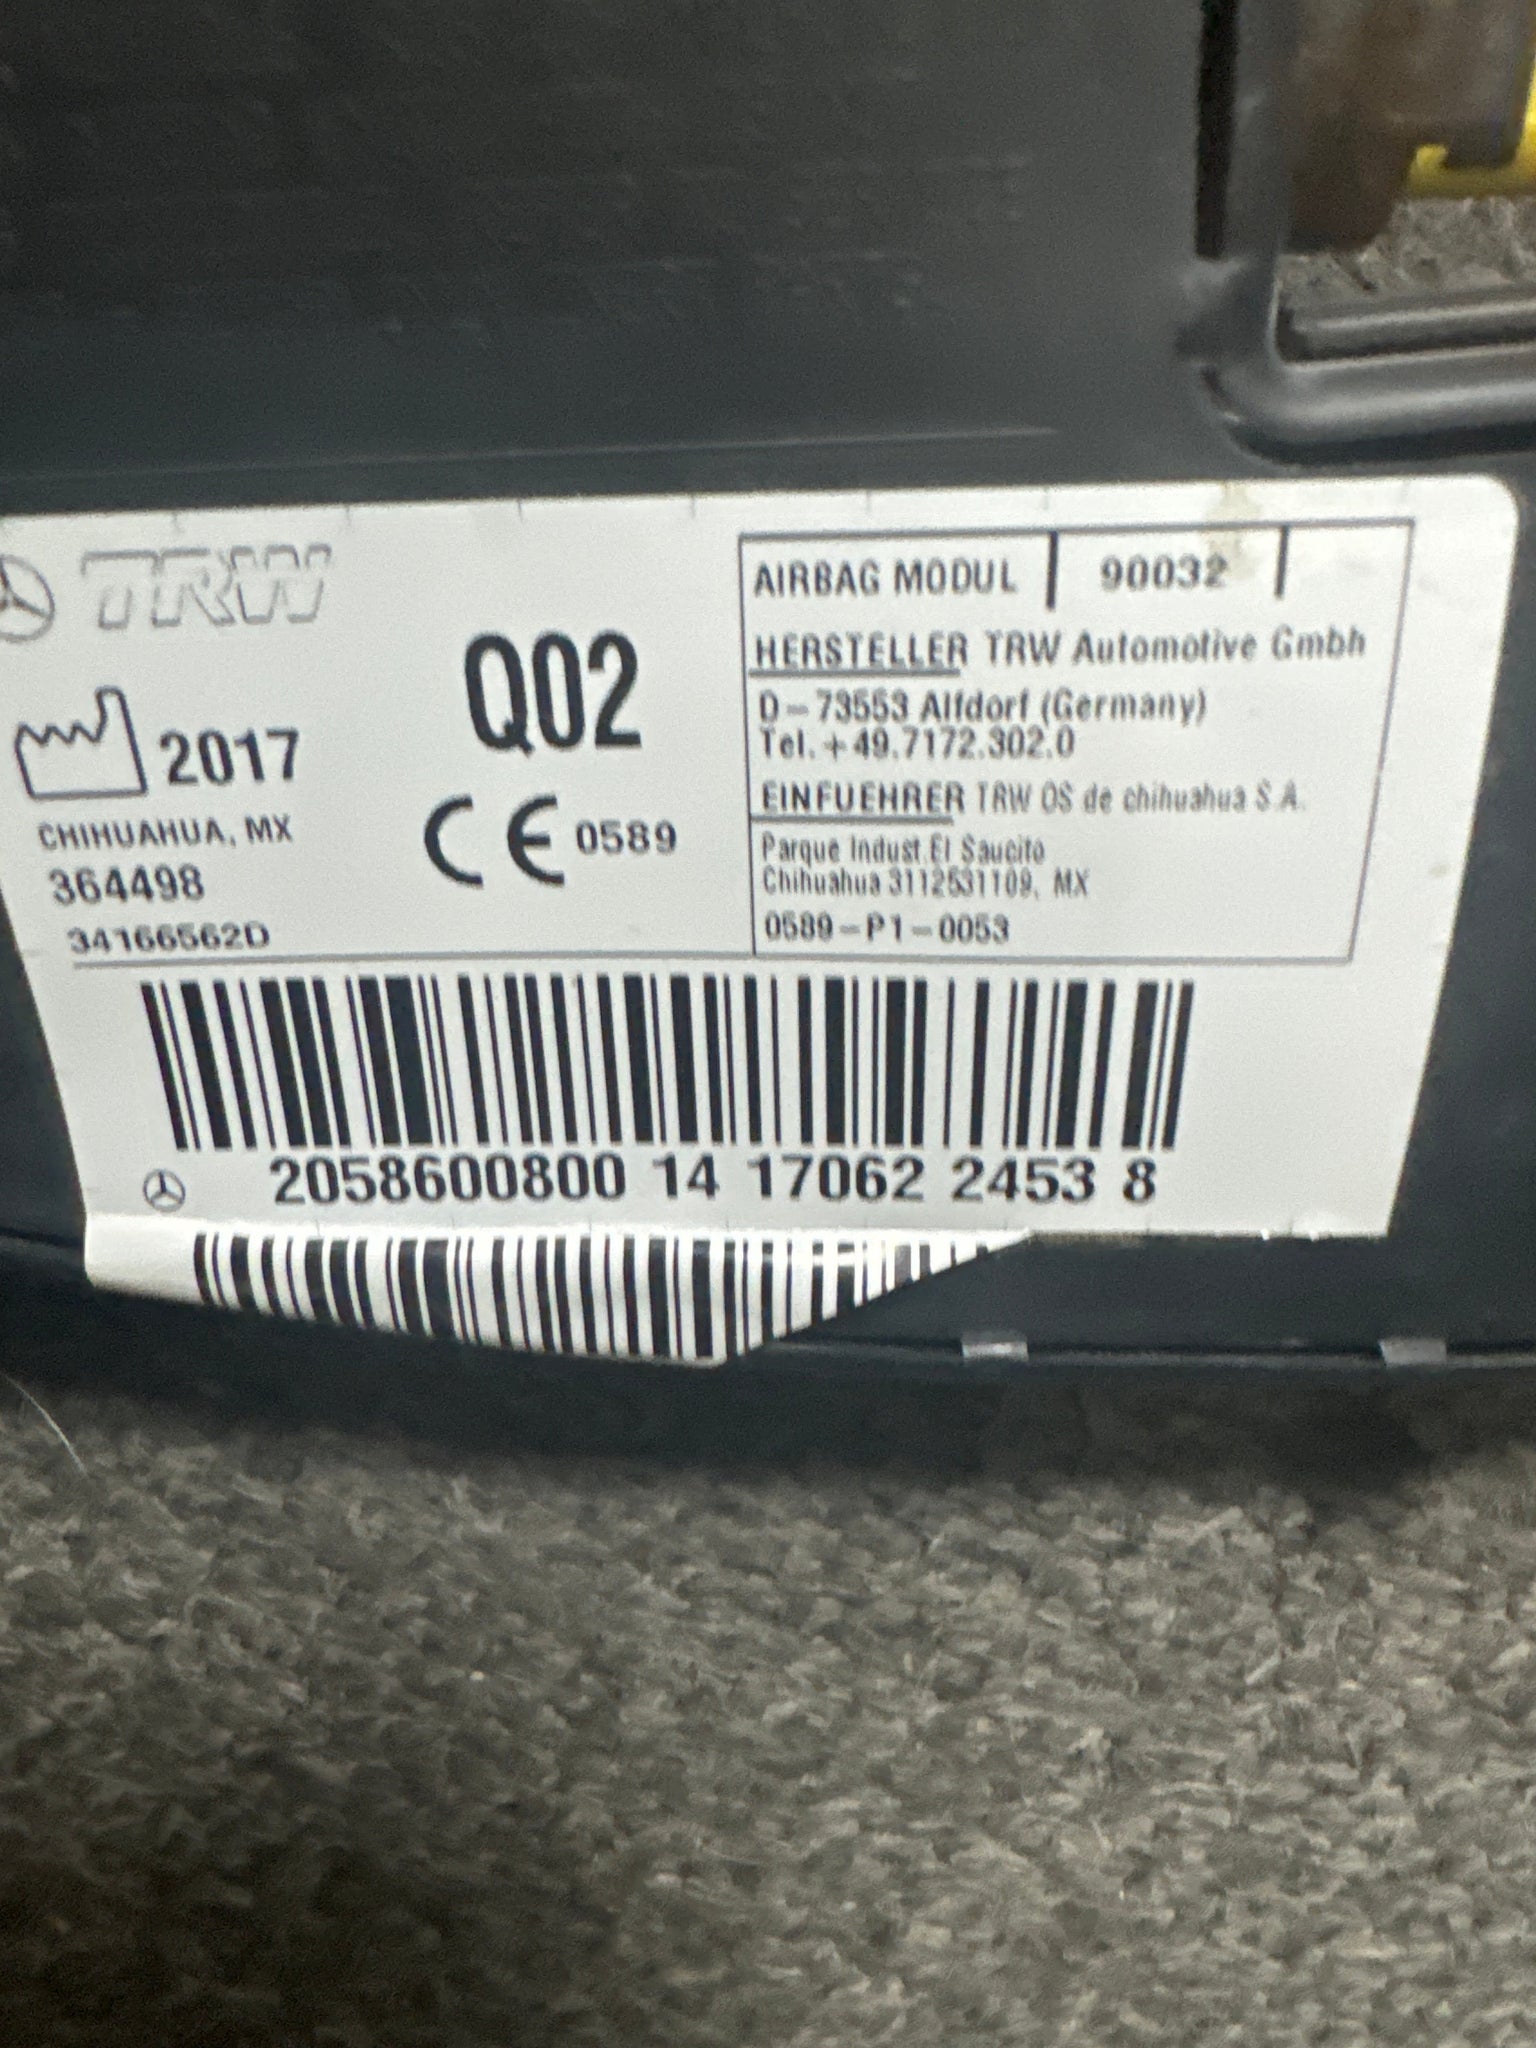 TRW
Q02
2017
CHIHUAHUA, MX
364498
34166562D
CE 0589
AIRBAG MODUL 90032
HERSTELLER TRW Automotive Gmbh
D-73553 Alfdorf (Germany)
Tel.+49.7172.302.0
EINFUEHRER TRW OS de chihuahua S.A.
Parque Indust.El Saucito
Chihuahua 3112531109, MX
0589-P1-0053
2058600800 14 17062 2453 8